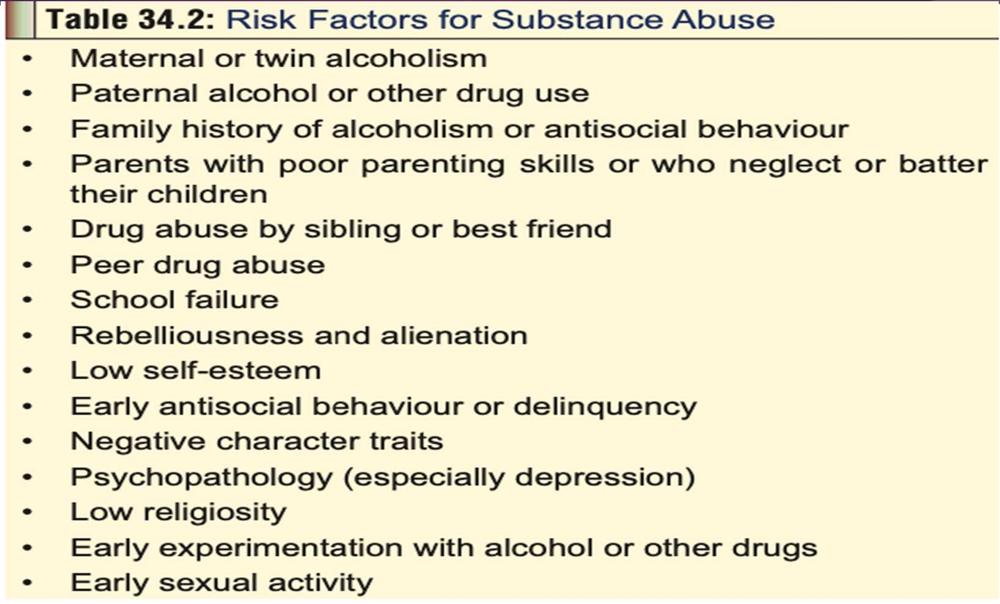 Table 34.2: Risk Factors for Substance Abuse
• Maternal or twin alcoholism
• Paternal alcohol or other drug use
• Family history of alcoholism or antisocial behaviour
• Parents with poor parenting skills or who neglect or batter
their children
• Drug abuse by sibling or best friend
• Peer drug abuse
• School failure
• Rebelliousness and alienation
• Low self-esteem
• Early antisocial behaviour or delinquency
• Negative character traits
• Psychopathology (especially depression)
• Low religiosity
• Early experimentation with alcohol or other drugs
• Early sexual activity